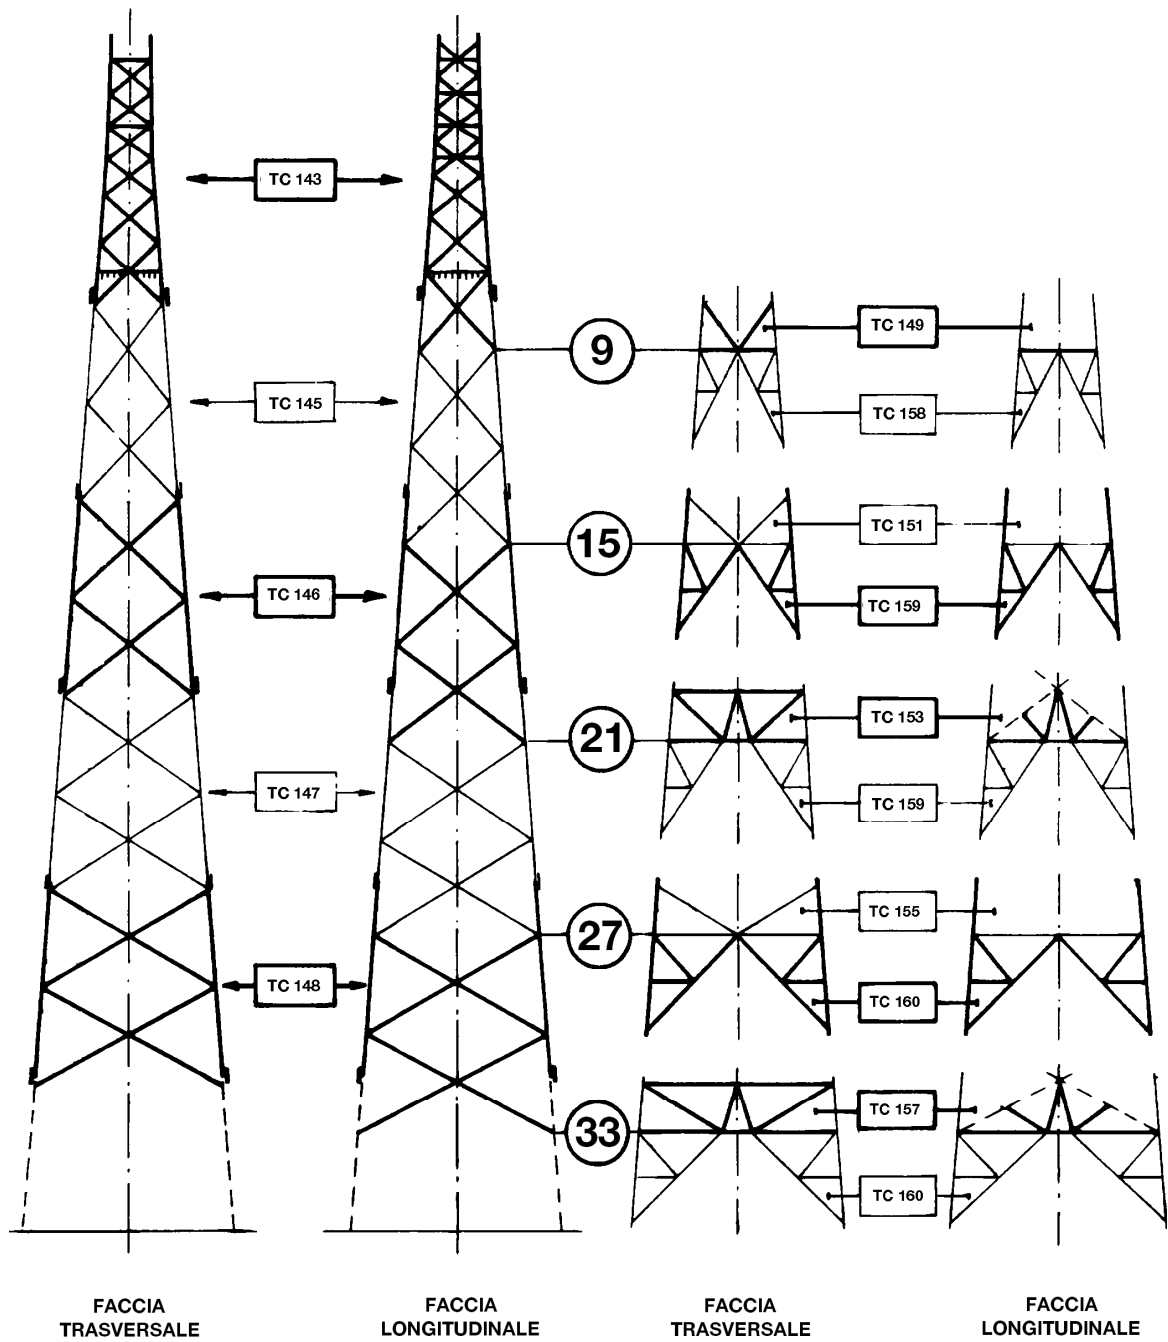 TC 143
TC 145
TC 146
TC 147
TC 148
9
TC 149
TC 158
15
TC 151
TC 159
21
TC 153
TC 159
27
TC 155
TC 160
33
TC 157
TC 160
FACCIA
TRASVERSALE
FACCIA
LONGITUDINALE
FACCIA
TRASVERSALE
FACCIA
LONGITUDINALE